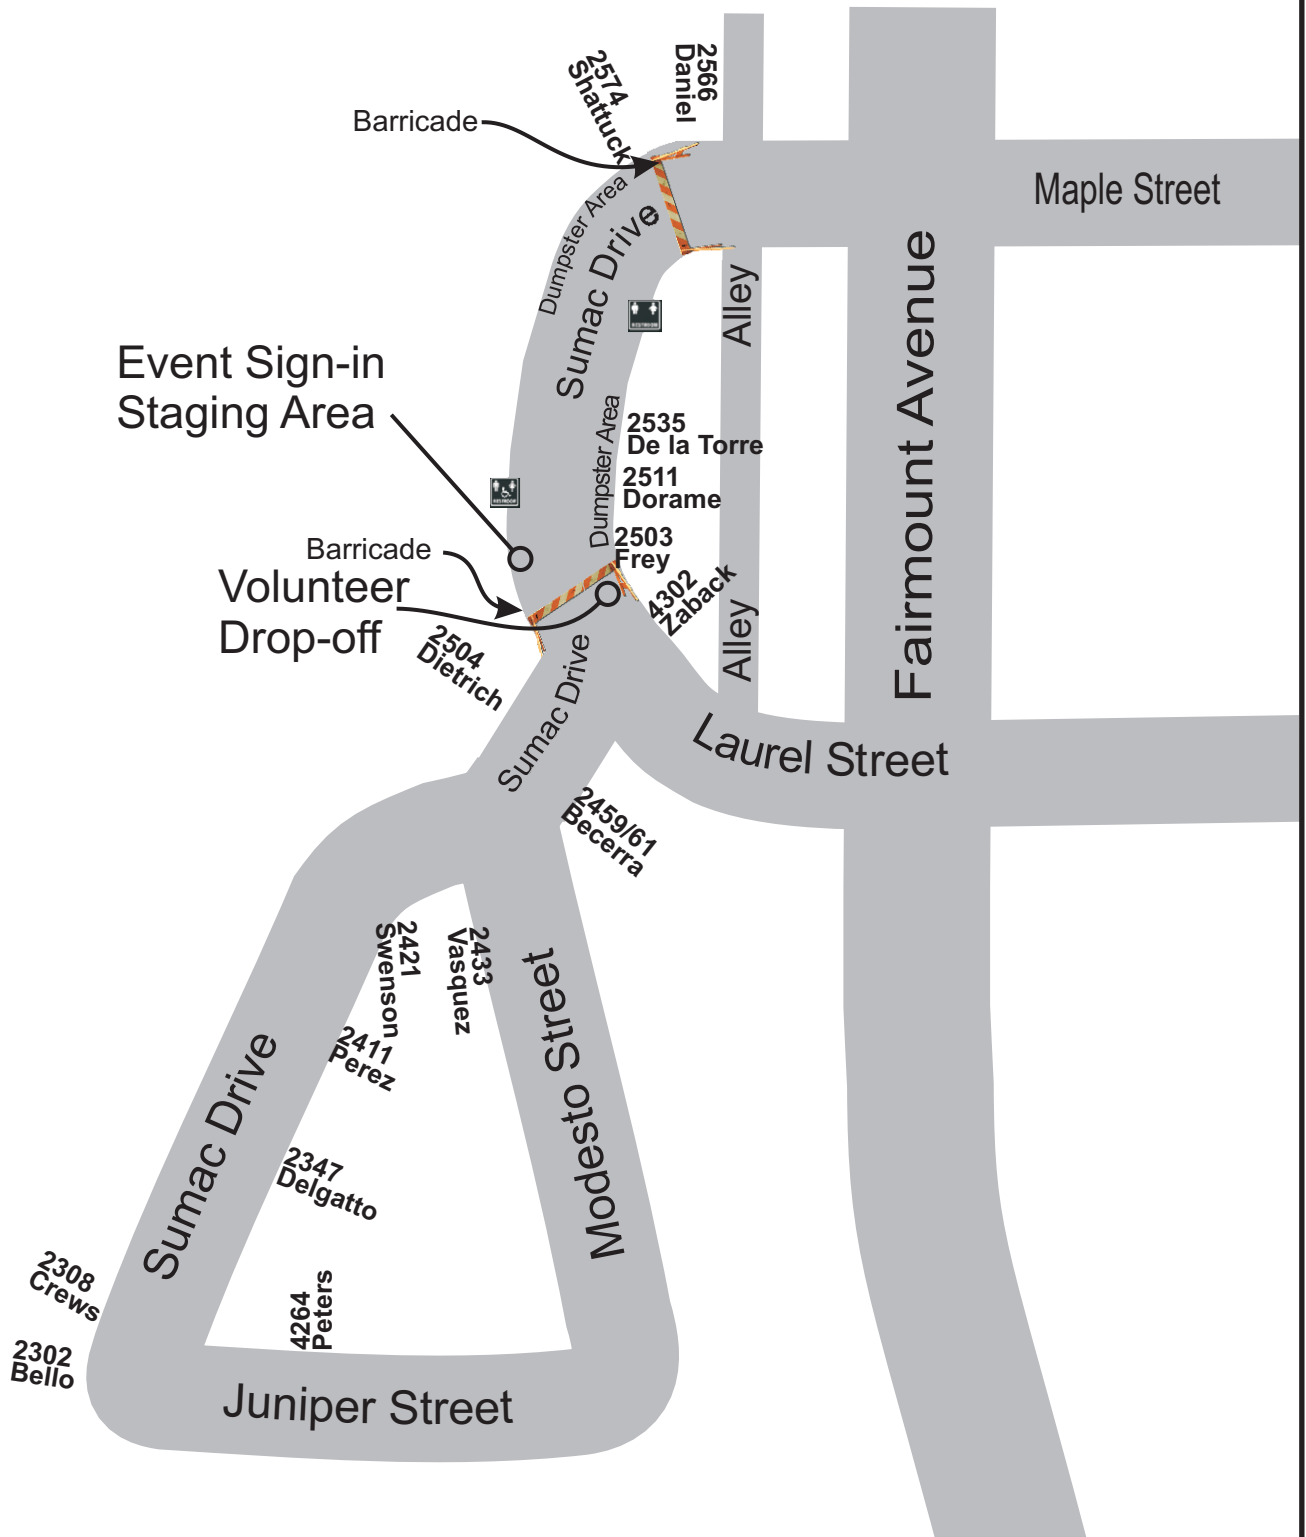 2566
Daniel
2574
Shattuck
Barricade
Maple Street
Dumpster Area
Sumac Drive
Alley
Fairmount Avenue
RESTROOM
Event Sign-in
Staging Area
Dumpster Area
2535
De la Torre
2511
Dorame
RESTROOM
2503
Frey
Barricade
Volunteer
Drop-off
4302
Zaback
Alley
2504
Dietrich
Sumac Drive
Laurel Street
2459/61
Becerra
2421
Swenson
2433
Vasquez
Modesto Street
2411
Perez
Sumac Drive
2347
Delgatto
2308
Crews
4264
Peters
2302
Bello
Juniper Street